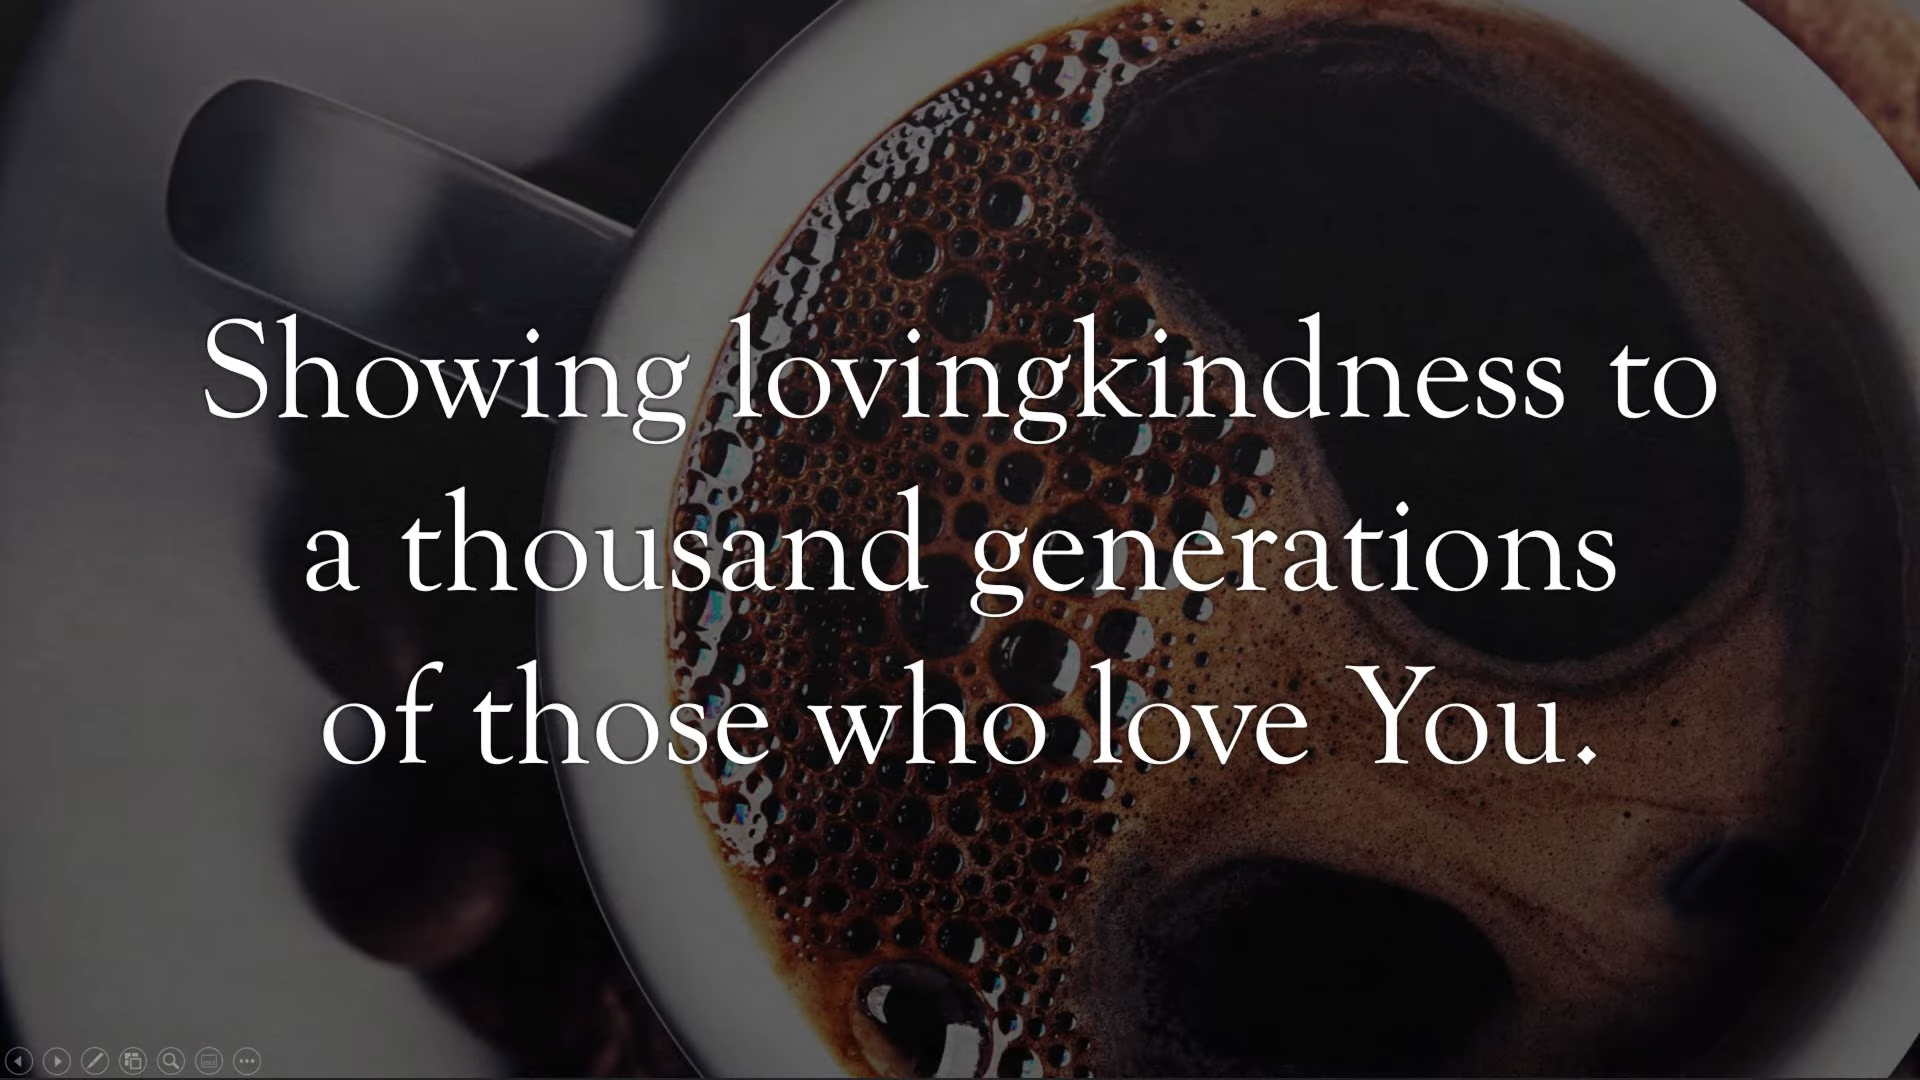 Showing lovingkindness to
a thousand generations
of those who love You.